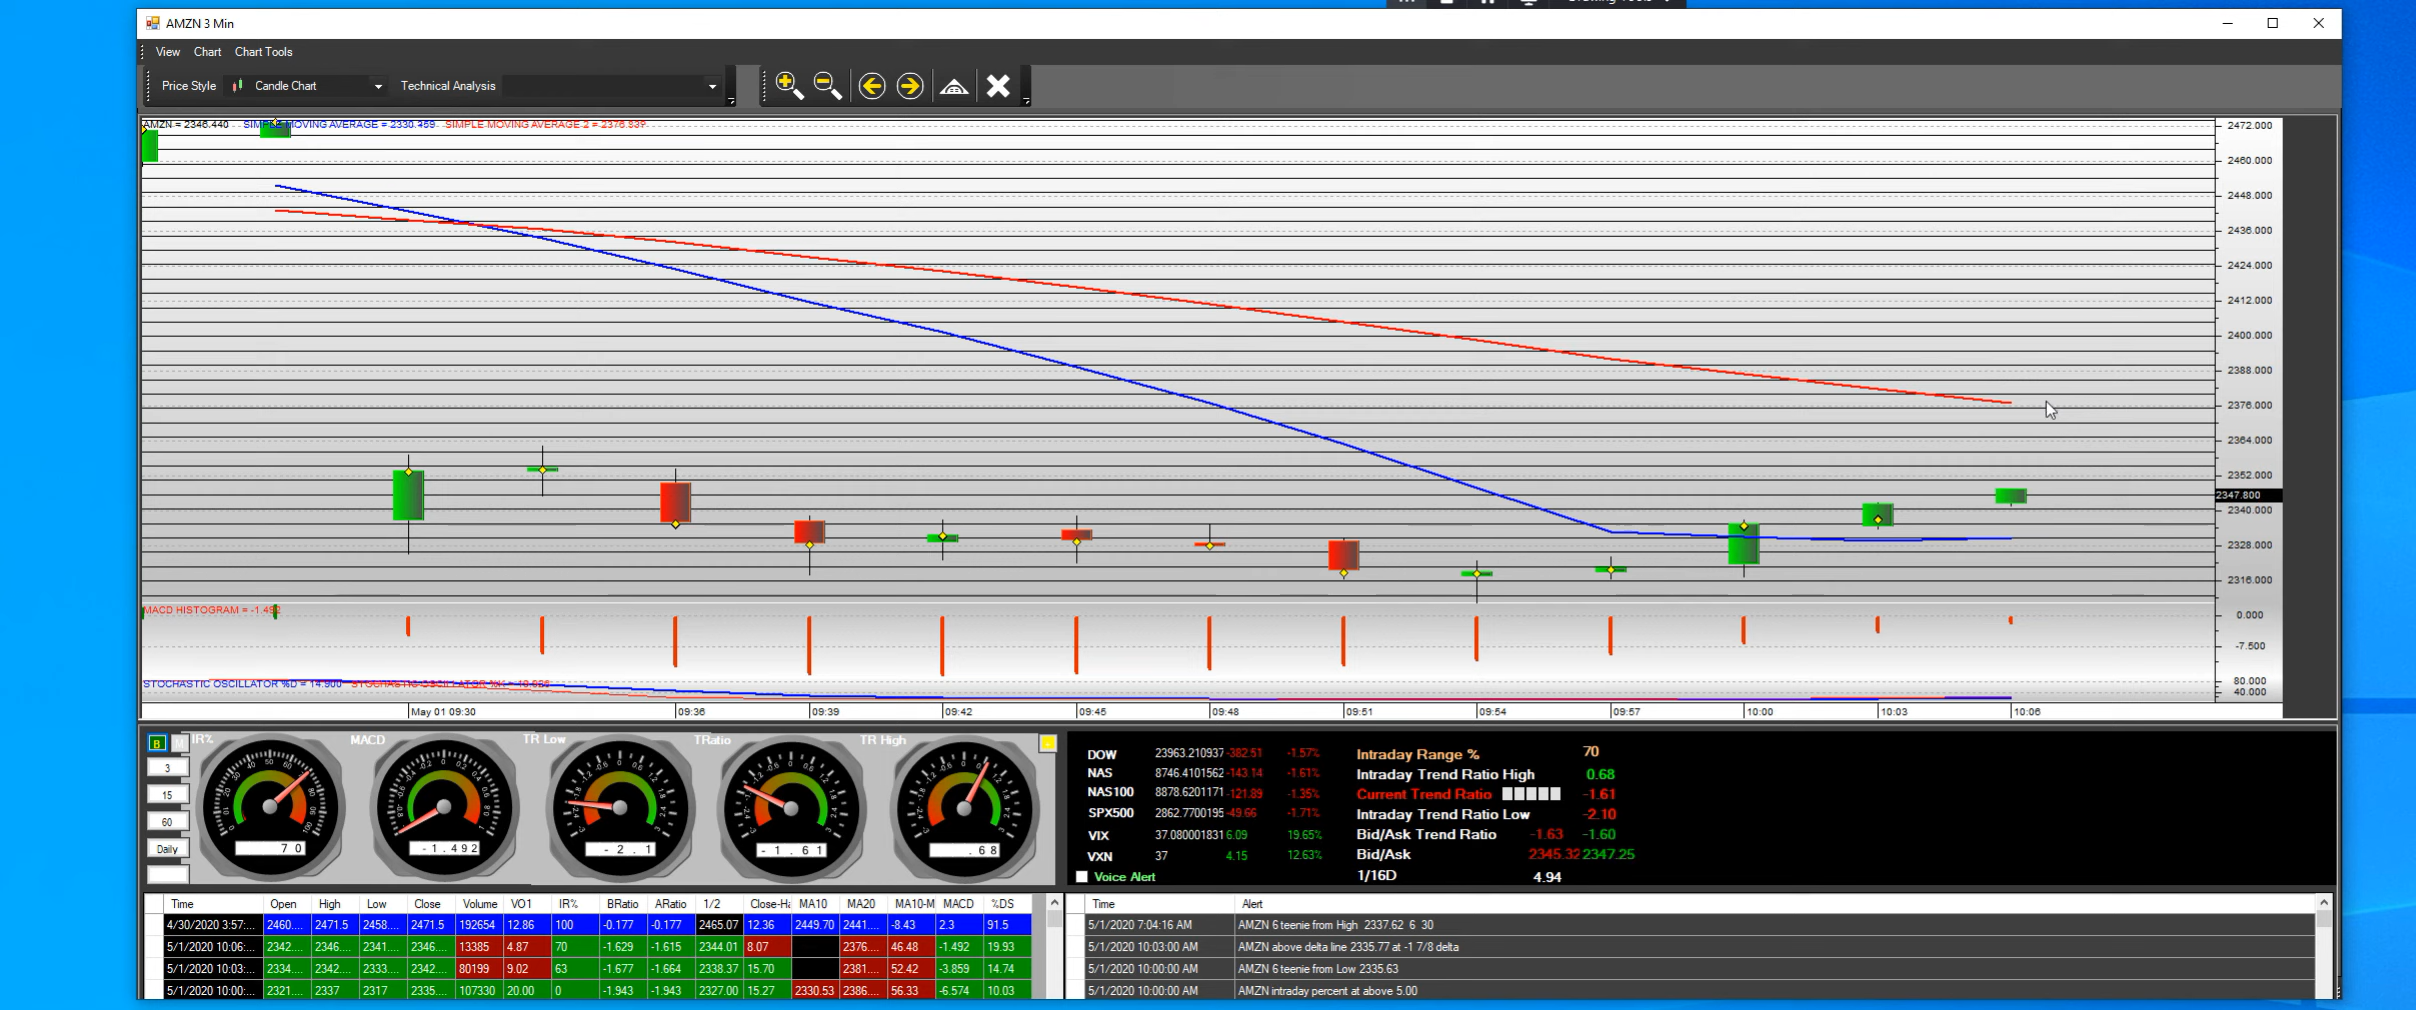 AMZN 3 Min
View Chart Chart Tools
Price Style Candle Chart Technical Analysis
AMZN = 2346.440 SIMPLE MOVING AVERAGE = 2330.459 SIMPLE MOVING AVERAGE 2 = 2376.939
2472.000
2460.000
2448.000
2436.000
2424.000
2412.000
2400.000
2388.000
2376.000
2364.000
2352.000
2347.800
2340.000
2328.000
2316.000
MACD HISTOGRAM = -1.492
0.000
-7.500
STOCHASTIC OSCILLATOR %D = 14.900 STOCHASTIC OSCILLATOR
80.000
40.000
May 01 09:30 09:36 09:39 09:42 09:45 09:48 09:51 09:54 09:57 10:00 10:03 10:06
B M IR% MACD TR Low TRatio TR High
3
15
60
Daily
70 -1.492 -2.1 -1.61 .68
DOW 23963.210937 -382.51 -1.57%
NAS 8746.4101562 -143.14 -1.61%
NAS100 8878.6201171 -121.89 -1.35%
SPX500 2862.7700195 -49.66 -1.71%
VIX 37.080001831 6.09 19.65%
VXN 37 4.15 12.63%
Voice Alert
Intraday Range % 70
Intraday Trend Ratio High 0.68
Current Trend Ratio -1.61
Intraday Trend Ratio Low -2.10
Bid/Ask Trend Ratio -1.63 -1.60
Bid/Ask 2345.32 2347.25
1/16D 4.94
Time Open High Low Close Volume VO1 IR% BRatio ARatio 1/2 Close-Ha MA10 MA20 MA10-M MACD %DS
4/30/2020 3:57:... 2460.... 2471.5 2458.... 2471.5 192654 12.86 100 -0.177 -0.177 2465.07 12.36 2449.70 2441.... -8.43 2.3 91.5
5/1/2020 10:06:... 2342.... 2346.... 2341.... 2346.... 13385 4.87 70 -1.629 -1.615 2344.01 8.07 2376.... 46.48 -1.492 19.93
5/1/2020 10:03:... 2334.... 2342.... 2333.... 2342.... 80199 9.02 63 -1.677 -1.664 2338.37 15.70 2381.... 52.42 -3.859 14.74
5/1/2020 10:00:... 2321.... 2337 2317 2335.... 107330 20.00 0 -1.943 -1.943 2327.00 15.27 2330.53 2386.... 56.33 -6.574 10.03
Time Alert
5/1/2020 7:04:16 AM AMZN 6 teenie from High 2337.62 6 30
5/1/2020 10:03:00 AM AMZN above delta line 2335.77 at -1 7/8 delta
5/1/2020 10:00:00 AM AMZN 6 teenie from Low 2335.63
5/1/2020 10:00:00 AM AMZN intraday percent at above 5.00